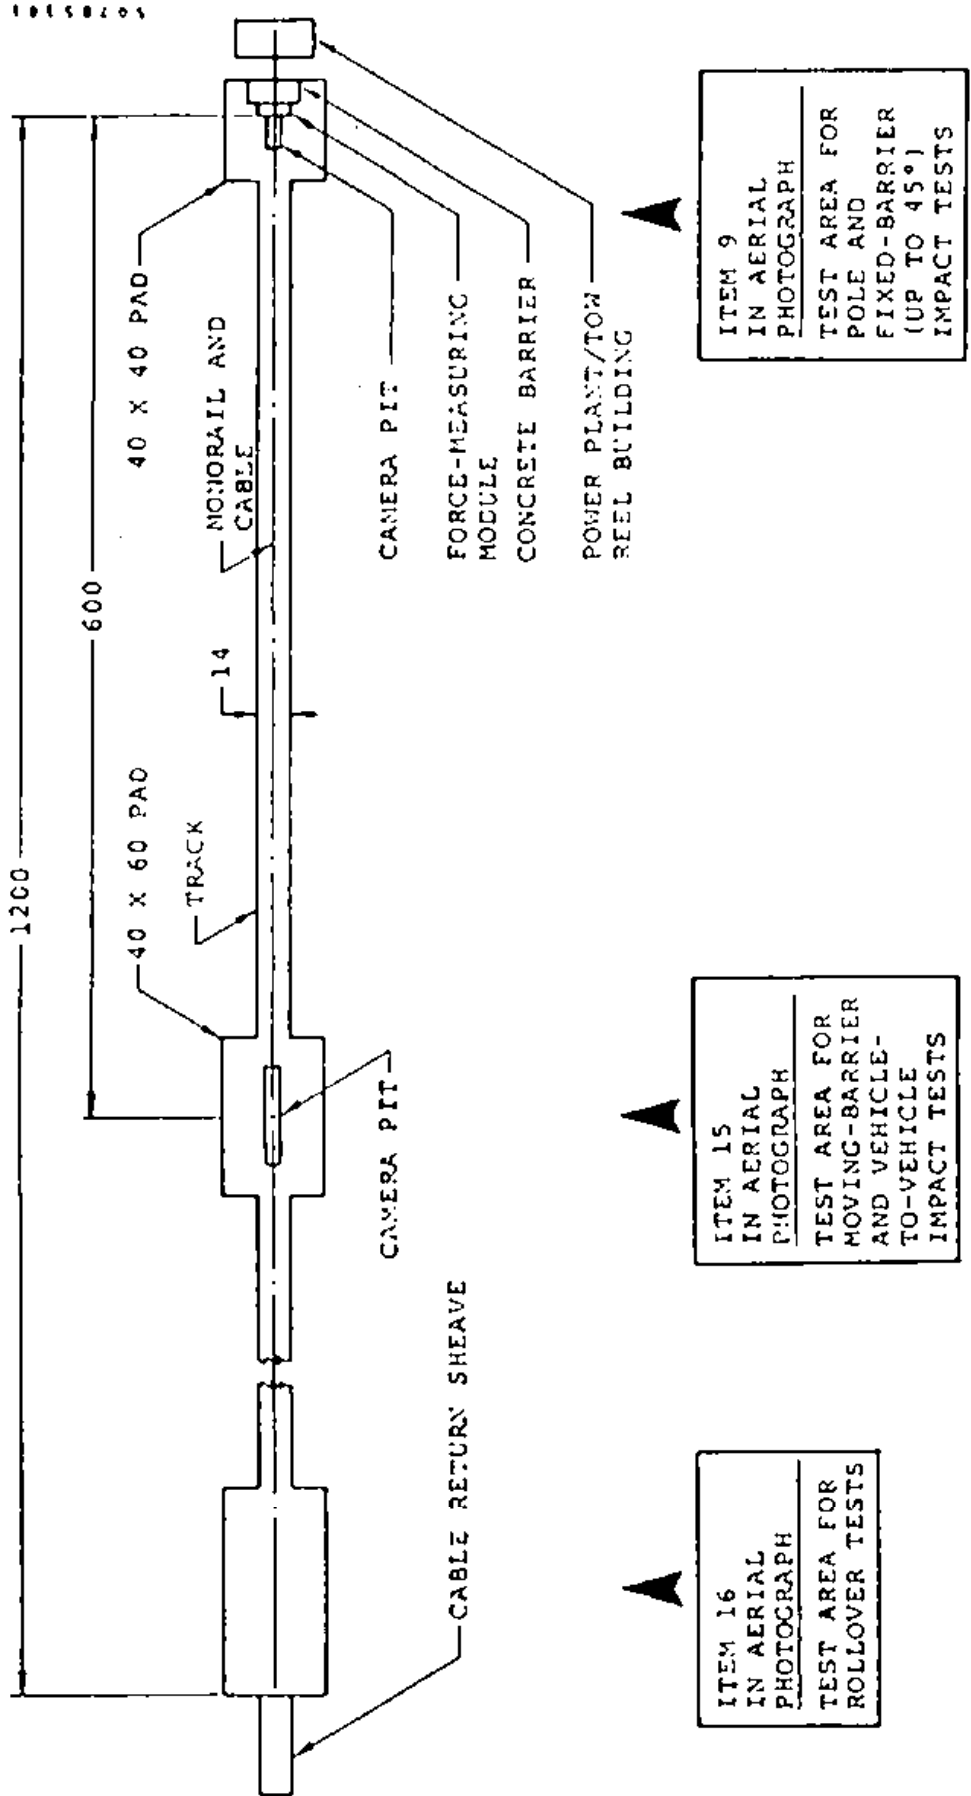 1200
600
40 X 60 PAD
40 X 40 PAD
TRACK
14
MONORAIL AND
CABLE
CAMERA PIT
CAMERA PIT
FORCE-MEASURING
MODULE
CONCRETE BARRIER
POWER PLANT/TOW
REEL BUILDING
CABLE RETURN SHEAVE
ITEM 16
IN AERIAL
PHOTOGRAPH
TEST AREA FOR
ROLLOVER TESTS
ITEM 15
IN AERIAL
PHOTOGRAPH
TEST AREA FOR
MOVING-BARRIER
AND VEHICLE-
TO-VEHICLE
IMPACT TESTS
ITEM 9
IN AERIAL
PHOTOGRAPH
TEST AREA FOR
POLE AND
FIXED-BARRIER
(UP TO 45°)
IMPACT TESTS